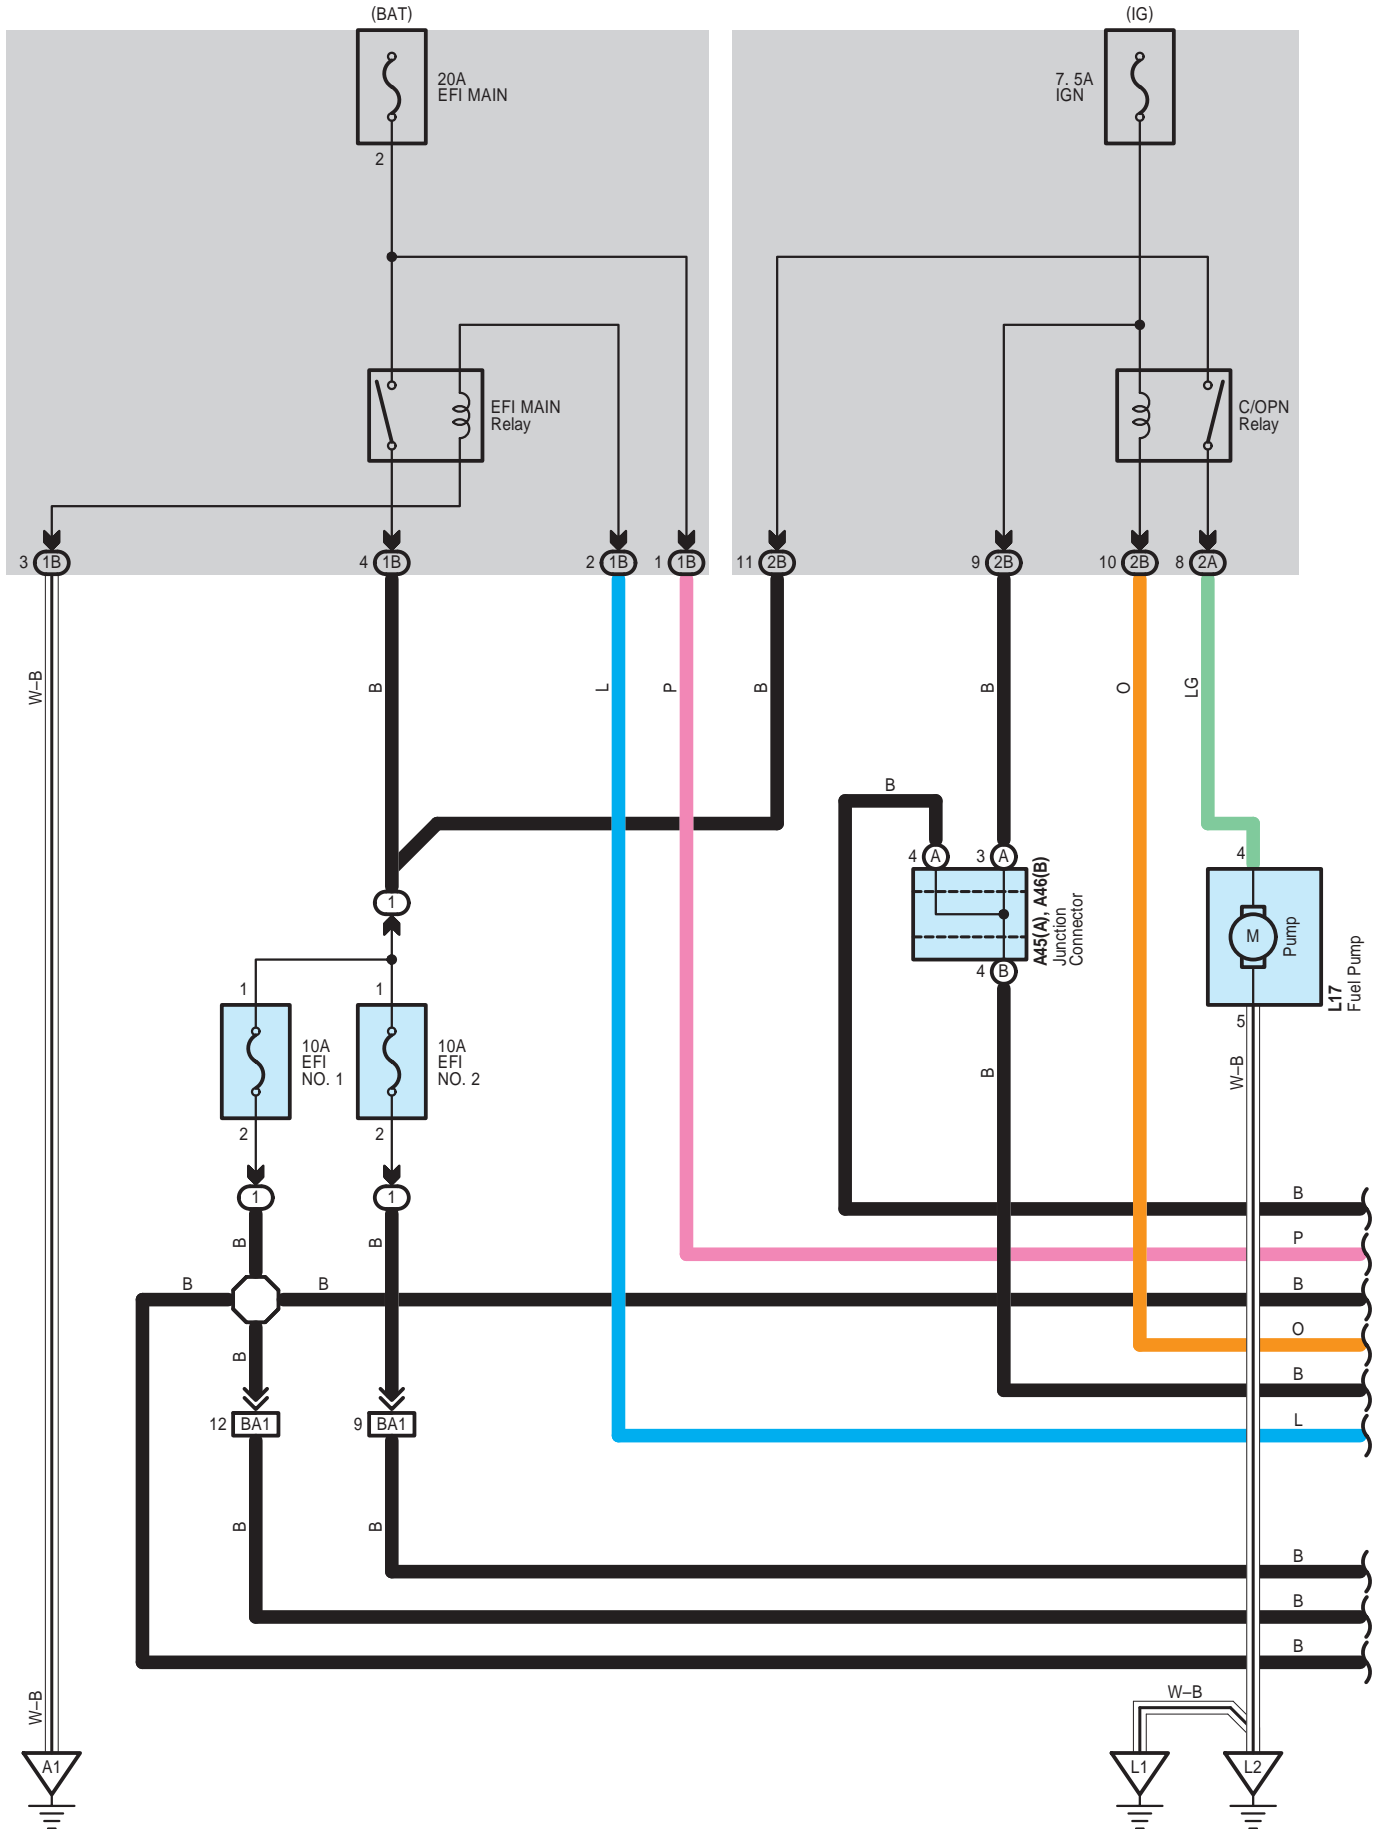 (BAT)
(IG)
20A
EFI MAIN
7. 5A
IGN
2
EFI MAIN
Relay
C/OPN
Relay
3 1B
4 1B
2 1B
1 1B
11 2B
9 2B
10 2B
8 2A
W–B
B
L
P
B
B
O
LG
B
4 A
3 A
4
1
A45(A), A46(B)
Junction
Connector
M
Pump
L17
Fuel Pump
4 B
1
1
5
10A
EFI
NO. 1
10A
EFI
NO. 2
B
W–B
2
2
1
1
B
P
B
B
B
B
B
O
B
B
L
12 BA1
9 BA1
B
B
B
B
B
W–B
W–B
A1
L1
L2